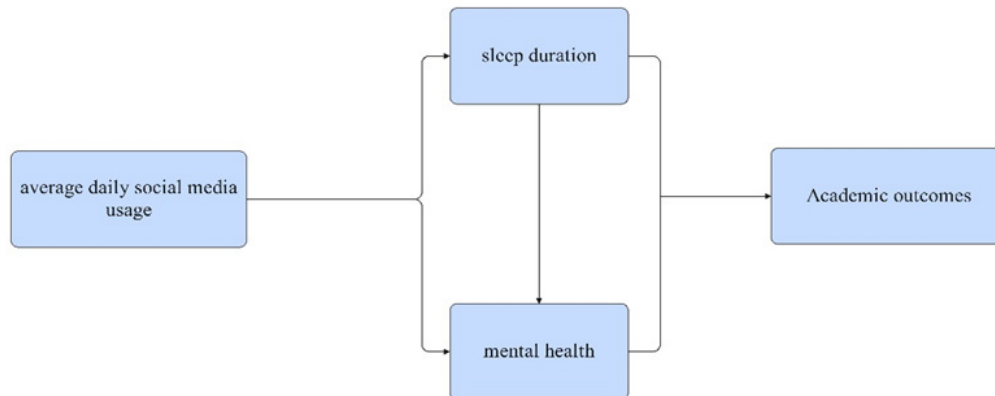 sleep duration
average daily social media
usage
Academic outcomes
mental health